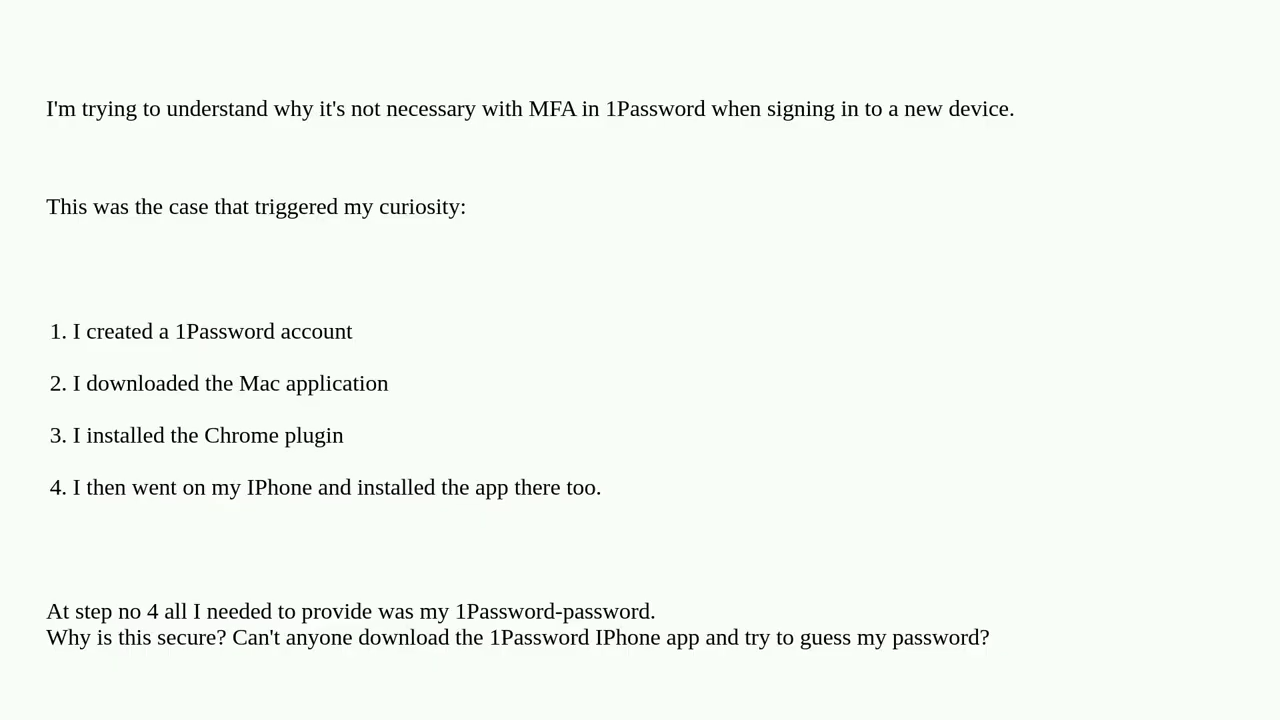 I'm trying to understand why it's not necessary with MFA in 1Password when signing in to a new device.
This was the case that triggered my curiosity:
1. I created a 1Password account
2. I downloaded the Mac application
3. I installed the Chrome plugin
4. I then went on my IPhone and installed the app there too.
At step no 4 all I needed to provide was my 1Password-password.
Why is this secure? Can't anyone download the 1Password IPhone app and try to guess my password?